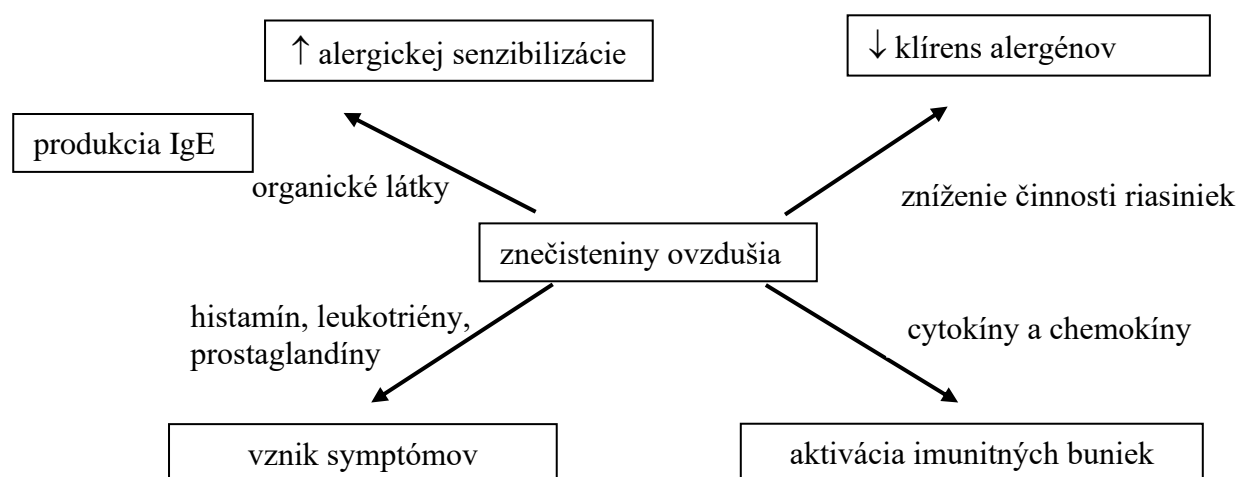 ↑ alergickej senzibilizácie
↓ klírens alergénov
produkcia IgE
organické látky
zníženie činnosti riasiniek
znečisteniny ovzdušia
histamín, leukotriény,
prostaglandíny
cytokíny a chemokíny
vznik symptómov
aktivácia imunitných buniek